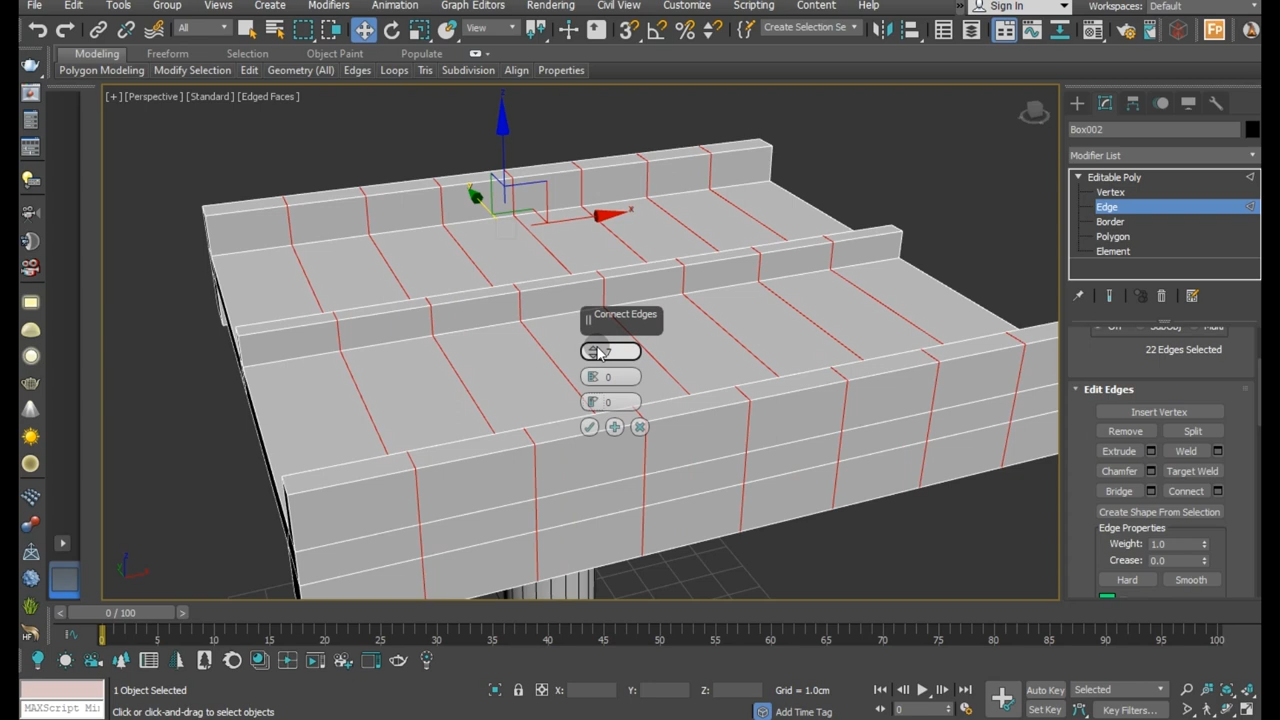 File Edit Tools Group Views Create Modifiers Animation Graph Editors Rendering Civil View Customize Scripting Content Help » Sign In Workspaces: Default
All View Create Selection Se
Modeling Freeform Selection Object Paint Populate
Polygon Modeling Modify Selection Edit Geometry (All) Edges Loops Tris Subdivision Align Properties
[+] [Perspective] [Standard] [Edged Faces]
z
x
Box002
Modifier List
Editable Poly
Vertex
Edge
Border
Polygon
Element
22 Edges Selected
Edit Edges
Insert Vertex
Remove Split
Extrude Weld
Chamfer Target Weld
Bridge Connect
Create Shape From Selection
Edge Properties
Weight: 1.0
Crease: 0.0
Hard Smooth
Connect Edges
7
0
0
0 / 100
0 5 10 15 20 25 30 35 40 45 50 55 60 65 70 75 80 85 90 95 100
1 Object Selected X: Y: Z: Grid = 1.0cm Auto Key Selected
MAXScript Mi Click or click-and-drag to select objects Add Time Tag 0 Set Key Key Filters...